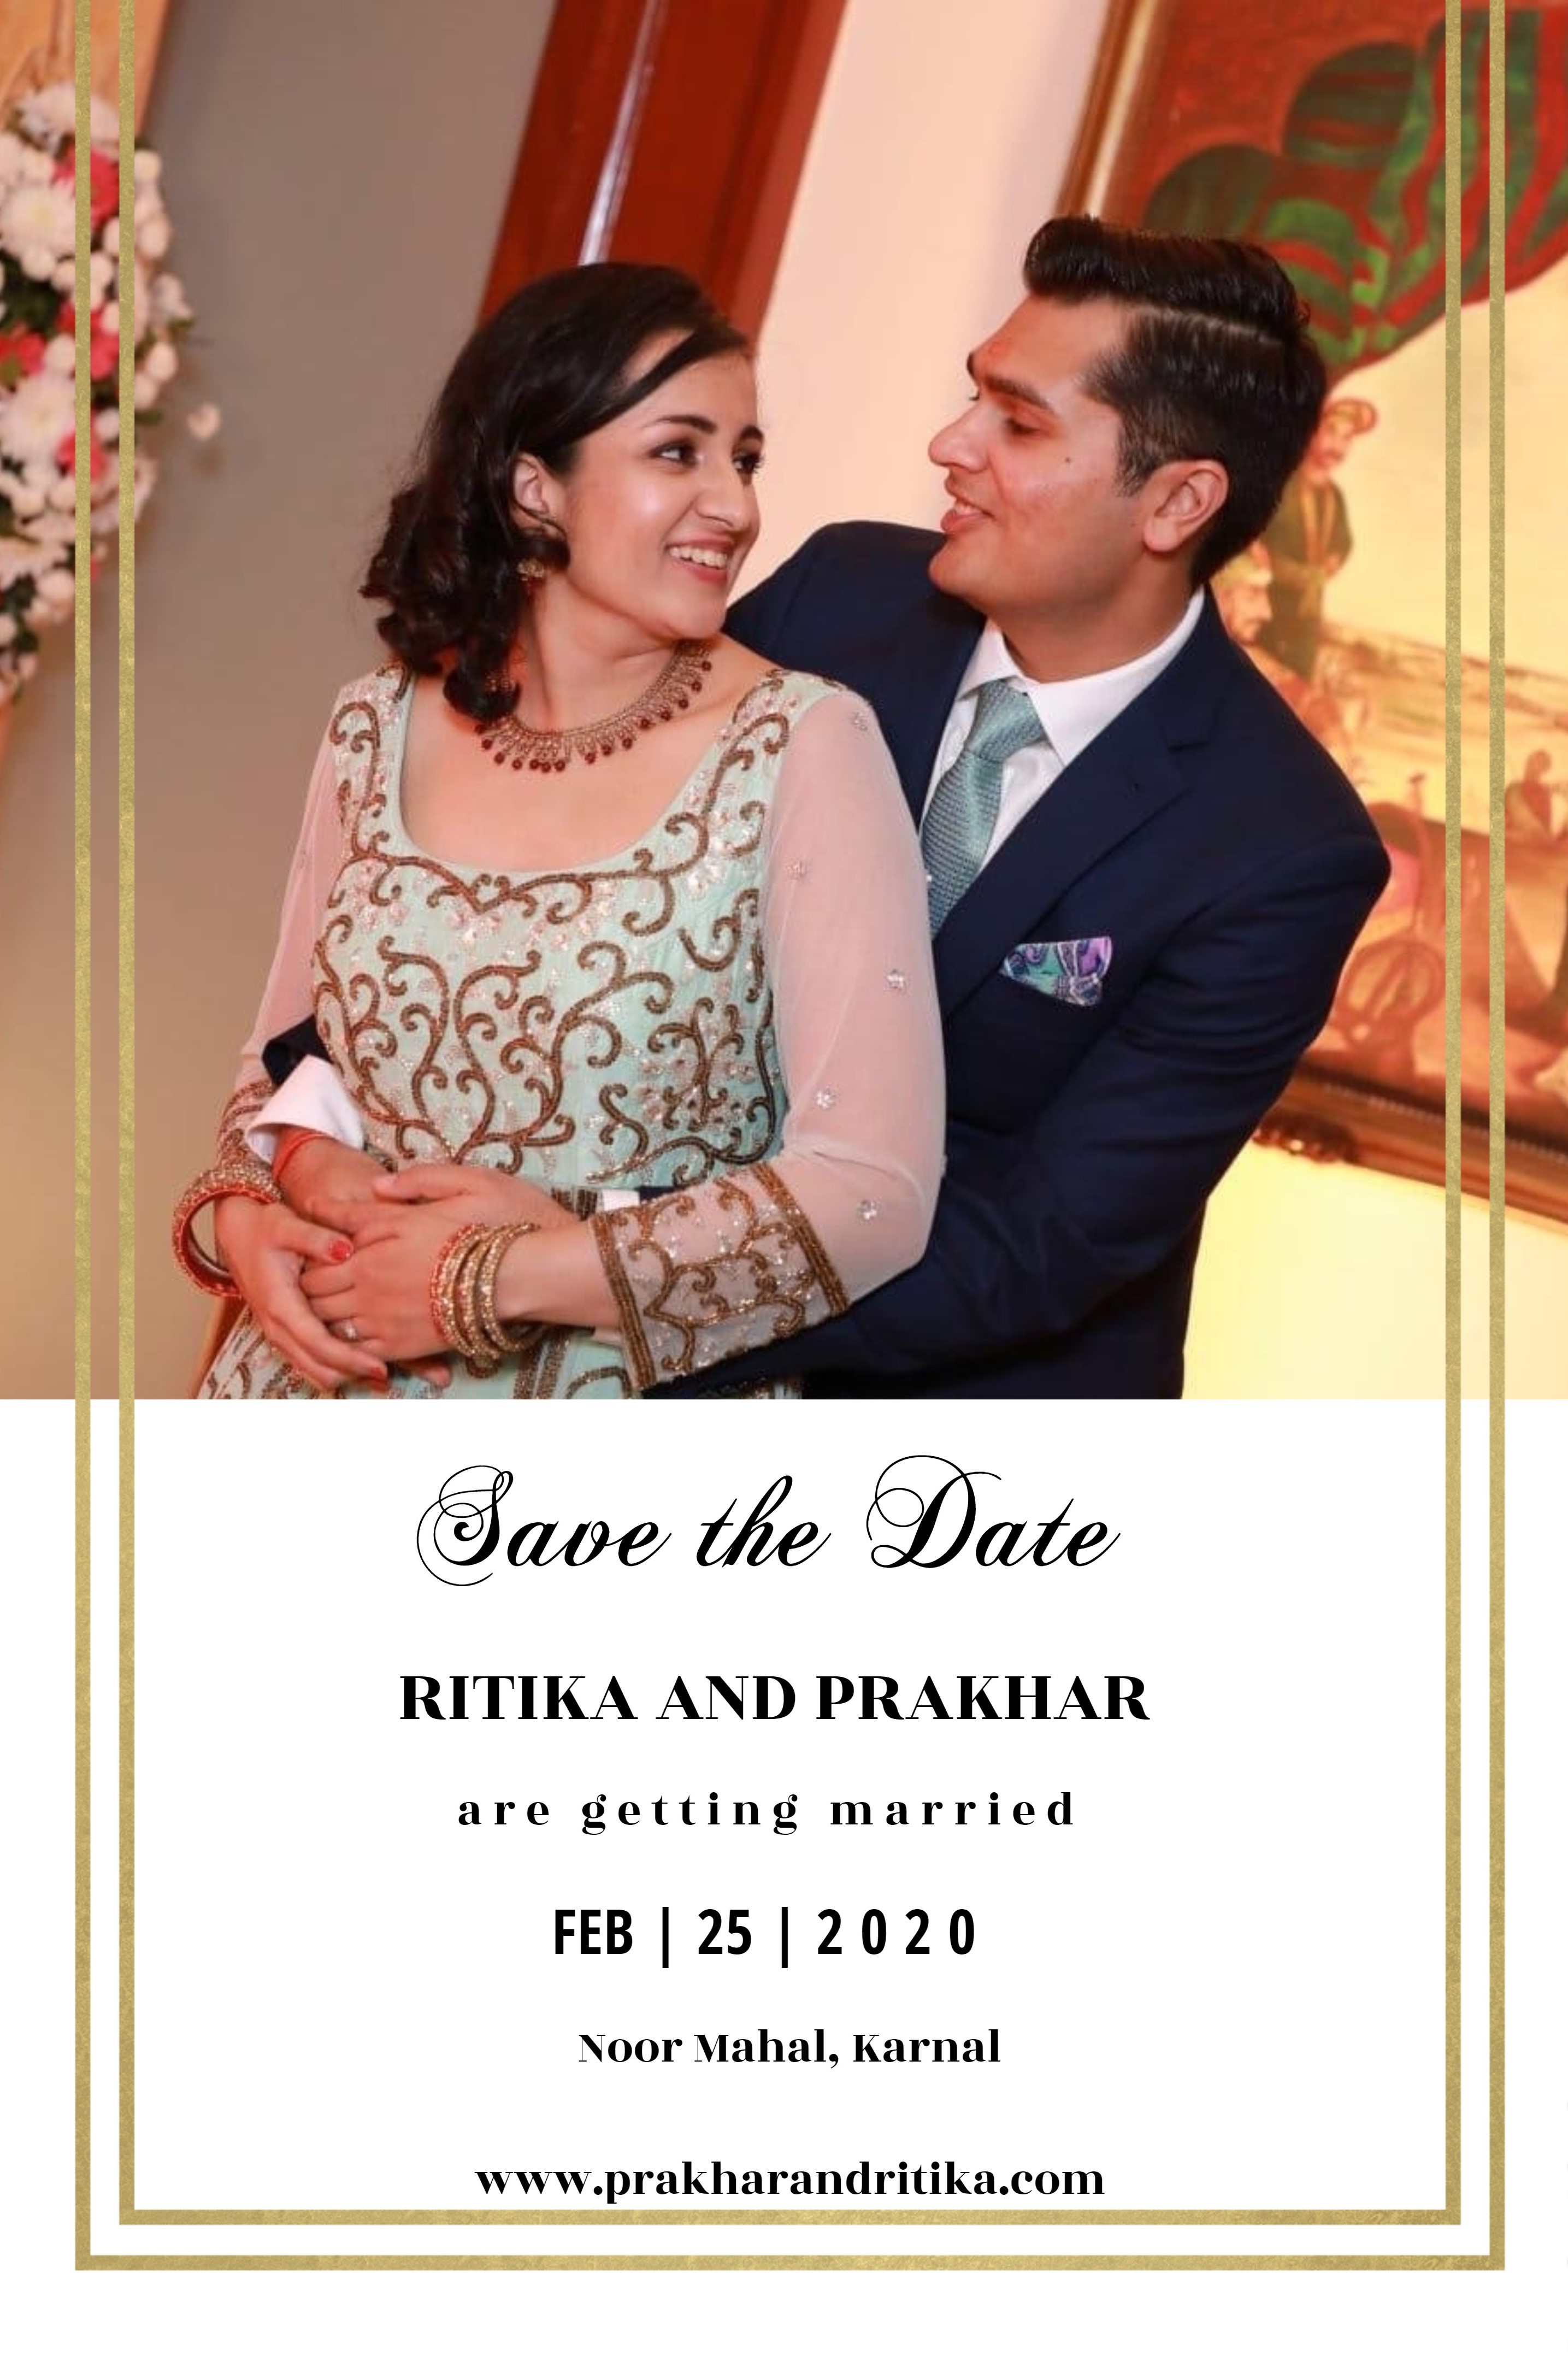 Save the Date
RITIKA AND PRAKHAR
are getting married
FEB | 25 | 2020
Noor Mahal, Karnal
www.prakharandritika.com